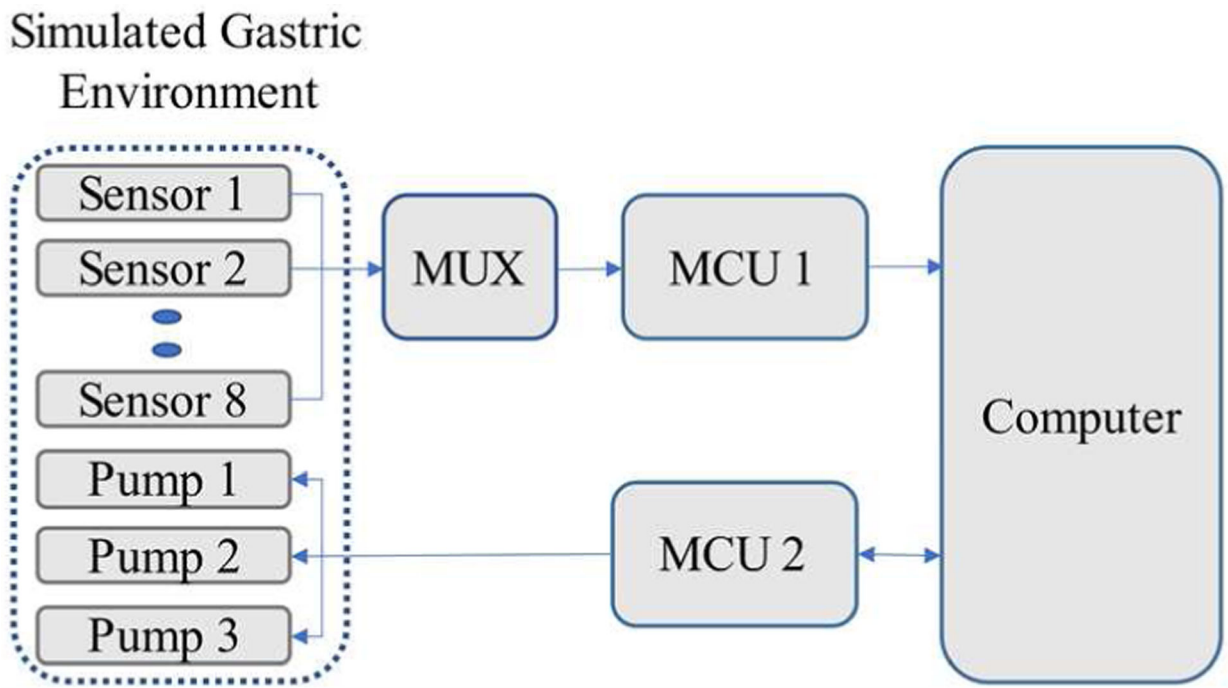 Simulated Gastric
Environment
Sensor 1
Sensor 2
Sensor 8
Pump 1
Pump 2
Pump 3
MUX
MCU 1
MCU 2
Computer